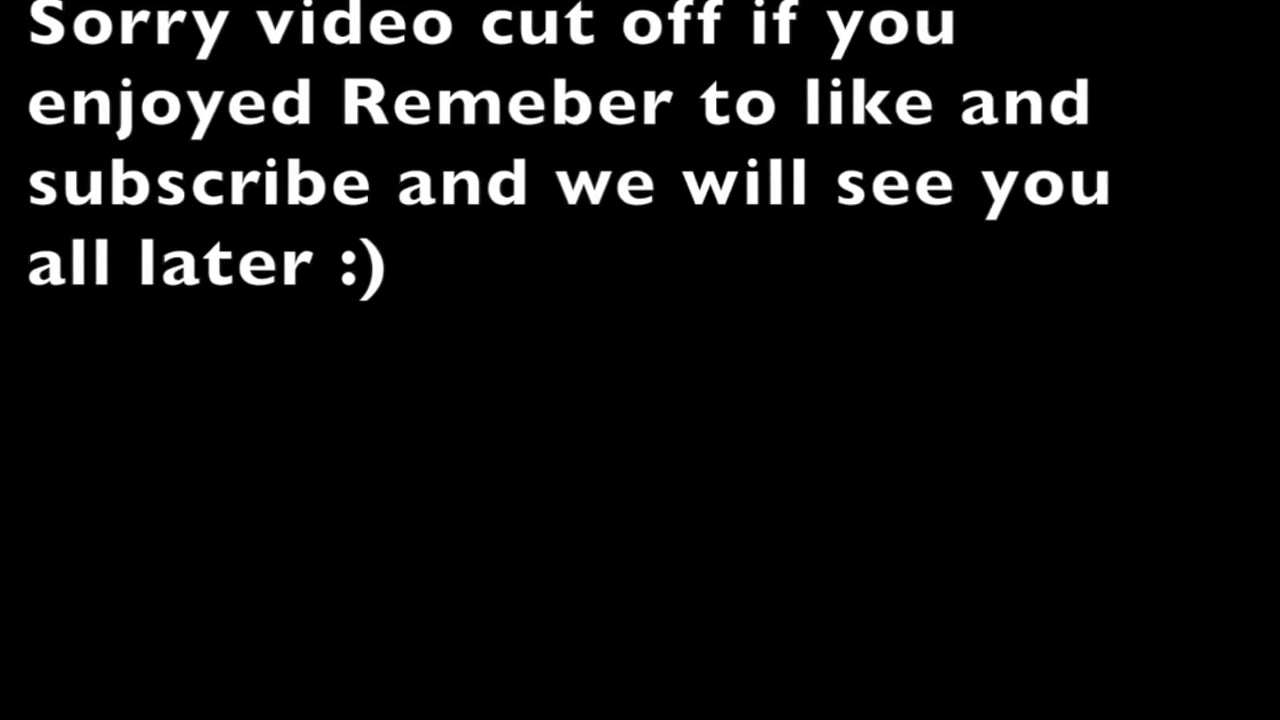 Sorry video cut off if you
enjoyed Remeber to like and
subscribe and we will see you
all later :)